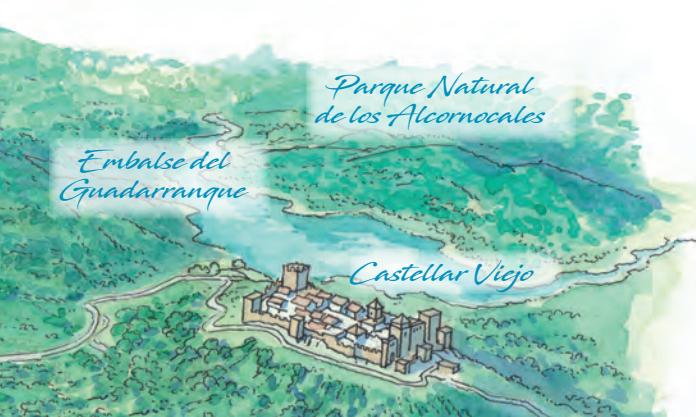 Parque Natural
de los Alcornocales
Embalse del
Guadarranque
Castellar Viejo